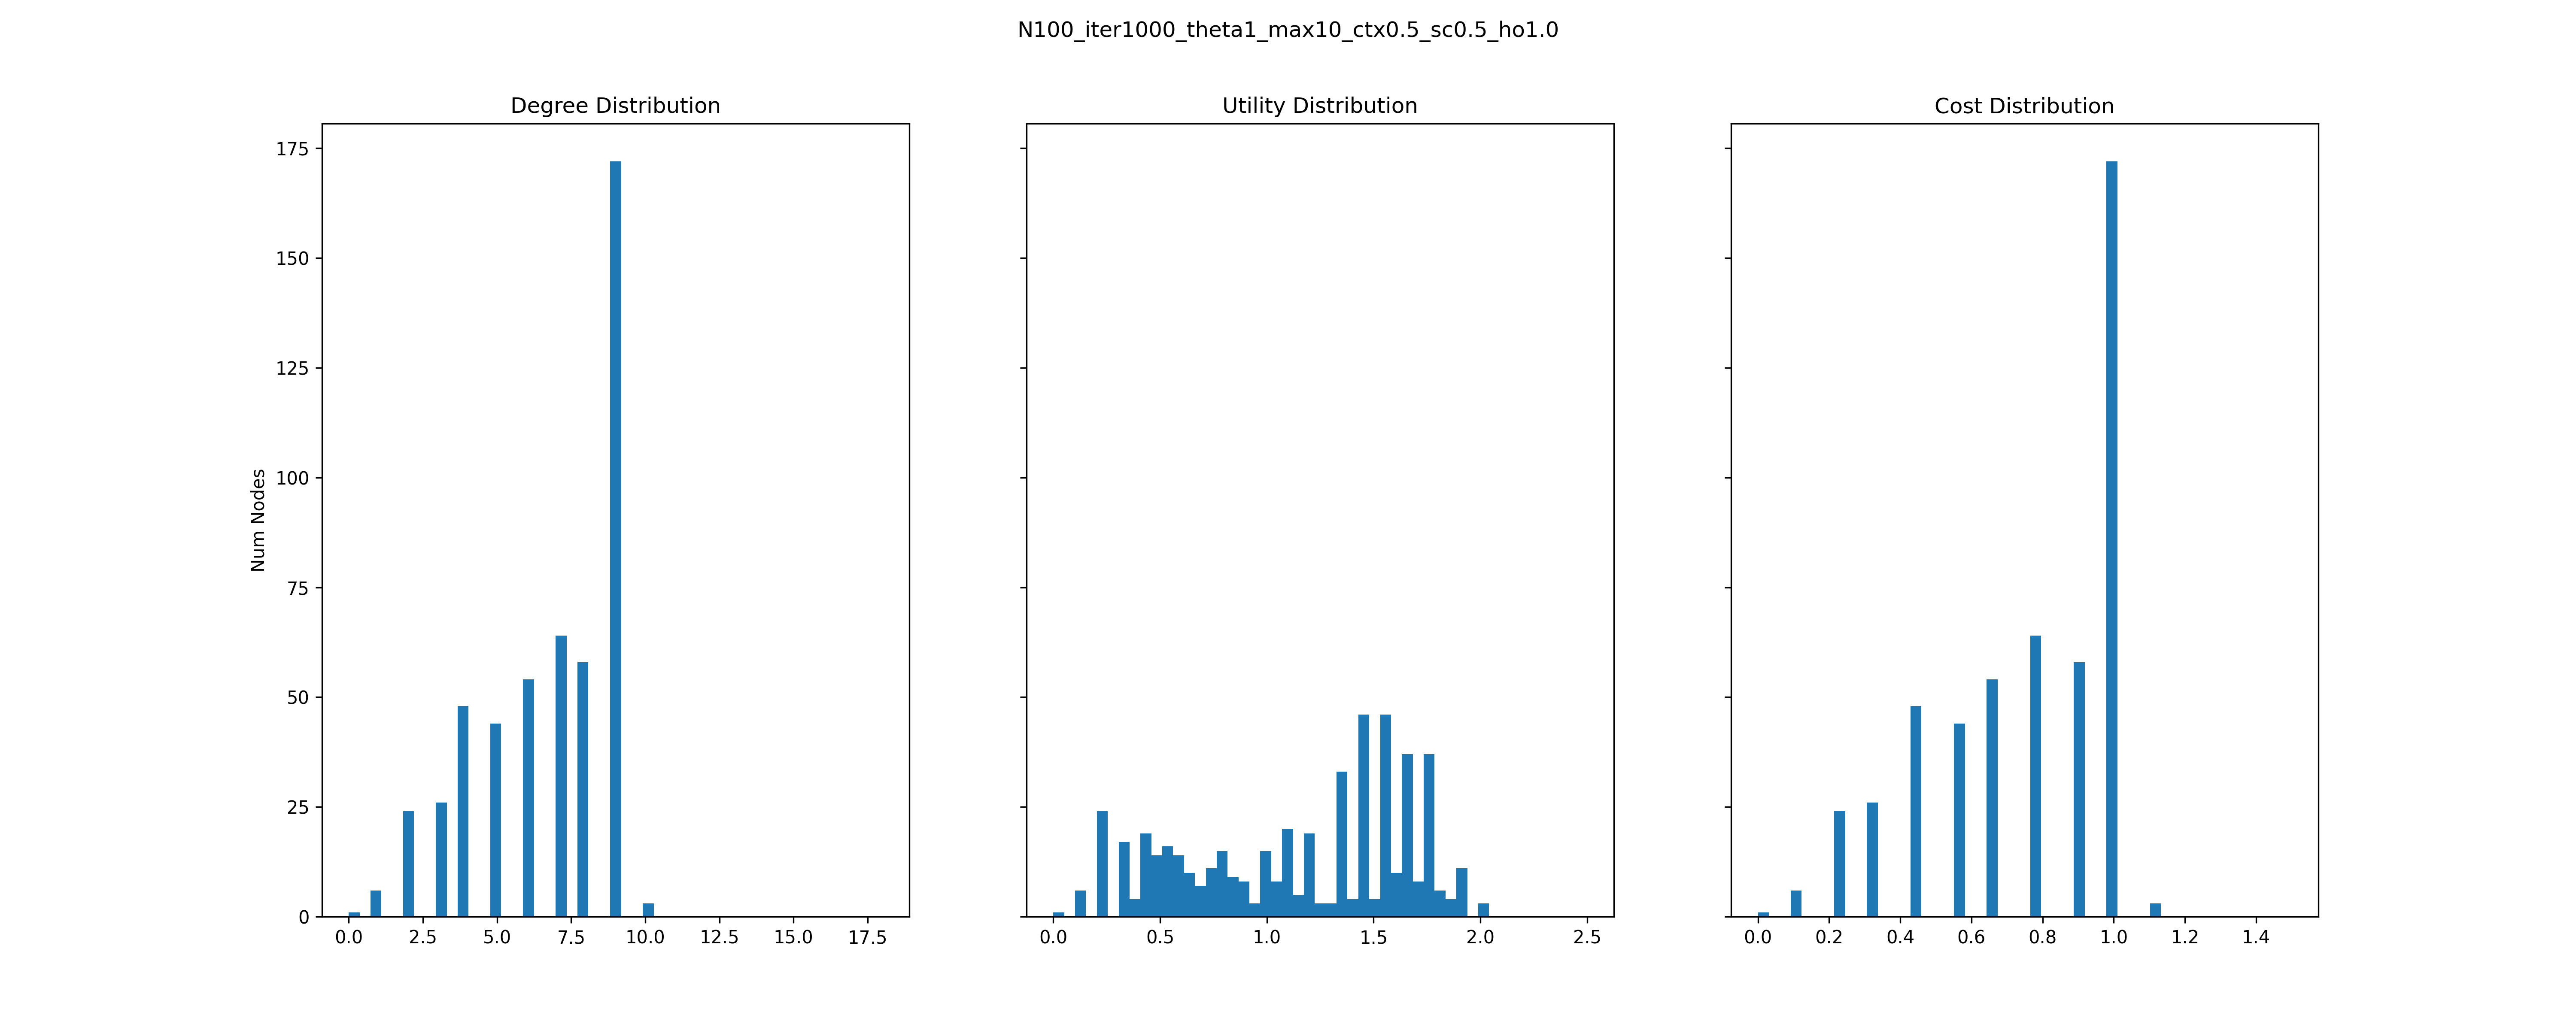 N100_iter1000_theta1_max10_ctx0.5_sc0.5_ho1.0
Degree Distribution
Num Nodes
175
150
125
100
75
50
25
0
0.0 2.5 5.0 7.5 10.0 12.5 15.0 17.5
Utility Distribution
0.0 0.5 1.0 1.5 2.0 2.5
Cost Distribution
0.0 0.2 0.4 0.6 0.8 1.0 1.2 1.4